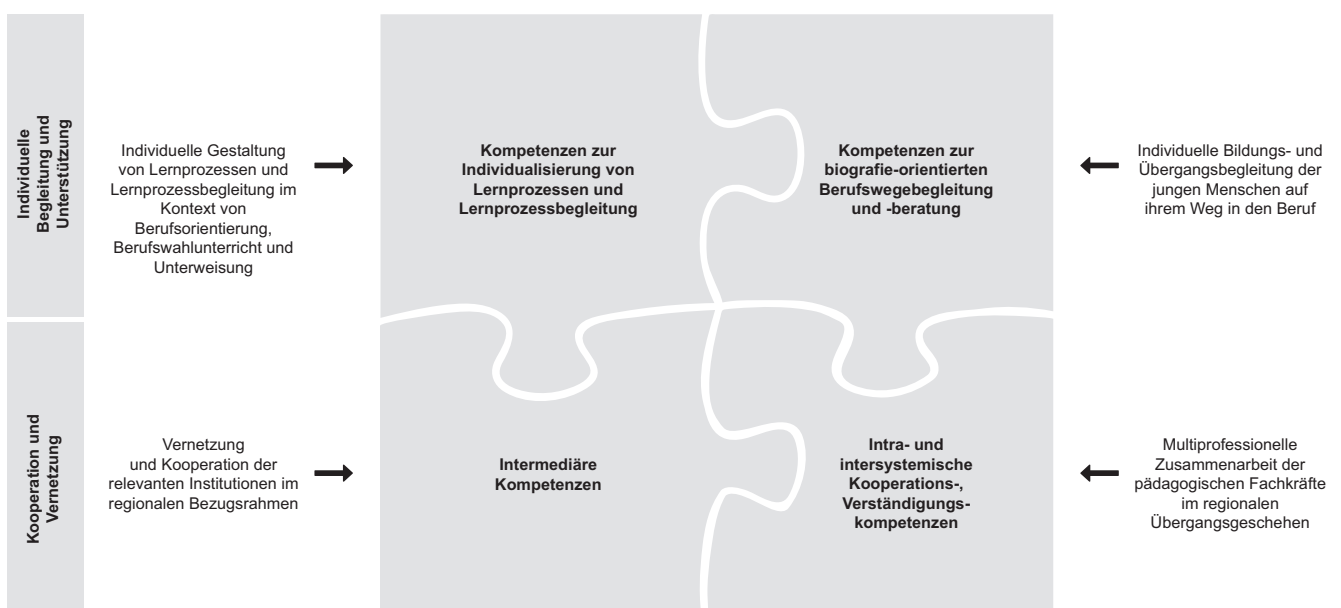 Individuelle
Begleitung und
Unterstützung
Individuelle Gestaltung
von Lernprozessen und
Lernprozessbegleitung im
Kontext von
Berufsorientierung,
Berufswahlunterricht und
Unterweisung
Kompetenzen zur
Individualisierung von
Lernprozessen und
Lernprozessbegleitung
Kompetenzen zur
biografie-orientierten
Berufswegebegleitung
und -beratung
Individuelle Bildungs- und
Übergangsbegleitung der
jungen Menschen auf
ihrem Weg in den Beruf
Kooperation und
Vernetzung
Vernetzung
und Kooperation der
relevanten Institutionen im
regionalen Bezugsrahmen
Intermediäre
Kompetenzen
Intra- und
intersystemische
Kooperations-,
Verständigungs-
kompetenzen
Multiprofessionelle
Zusammenarbeit der
pädagogischen Fachkräfte
im regionalen
Übergangsgeschehen